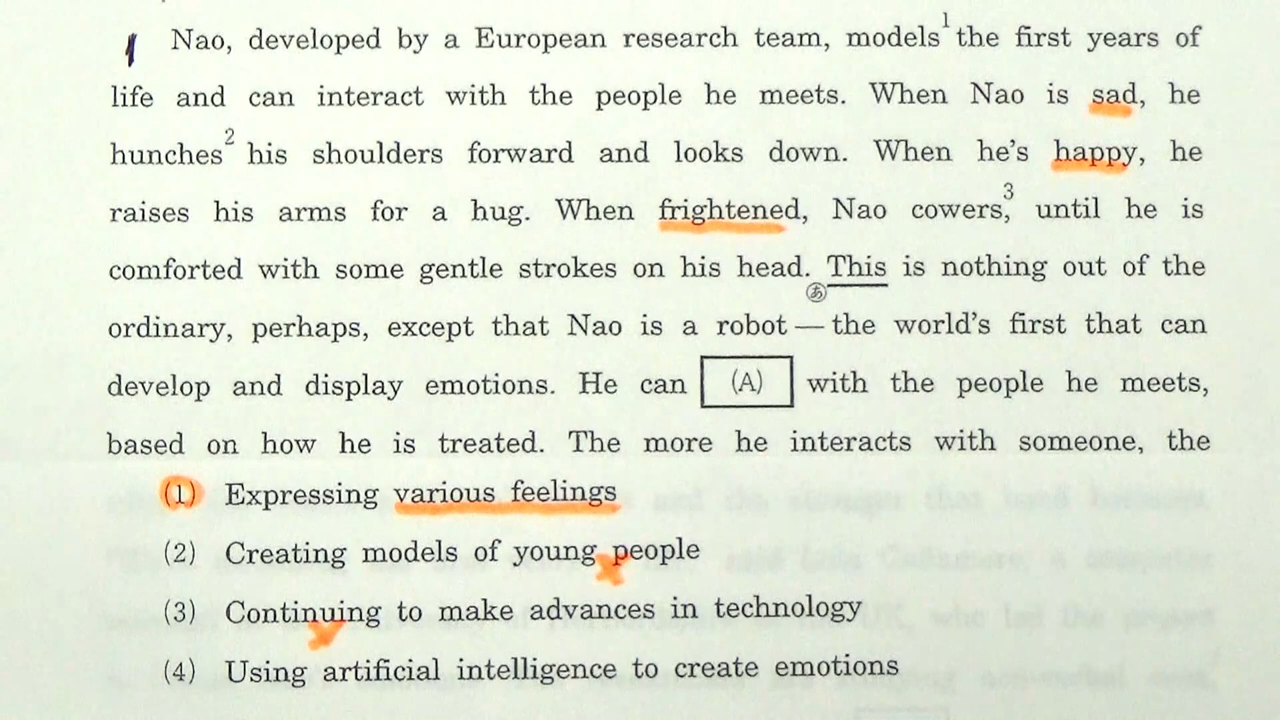 1 Nao, developed by a European research team, models¹ the first years of
life and can interact with the people he meets. When Nao is sad, he
hunches² his shoulders forward and looks down. When he's happy, he
raises his arms for a hug. When frightened, Nao cowers,³ until he is
comforted with some gentle strokes on his head. This is nothing out of the
あ
ordinary, perhaps, except that Nao is a robot — the world's first that can
develop and display emotions. He can (A) with the people he meets,
based on how he is treated. The more he interacts with someone, the
(1) Expressing various feelings
(2) Creating models of young people
(3) Continuing to make advances in technology
(4) Using artificial intelligence to create emotions